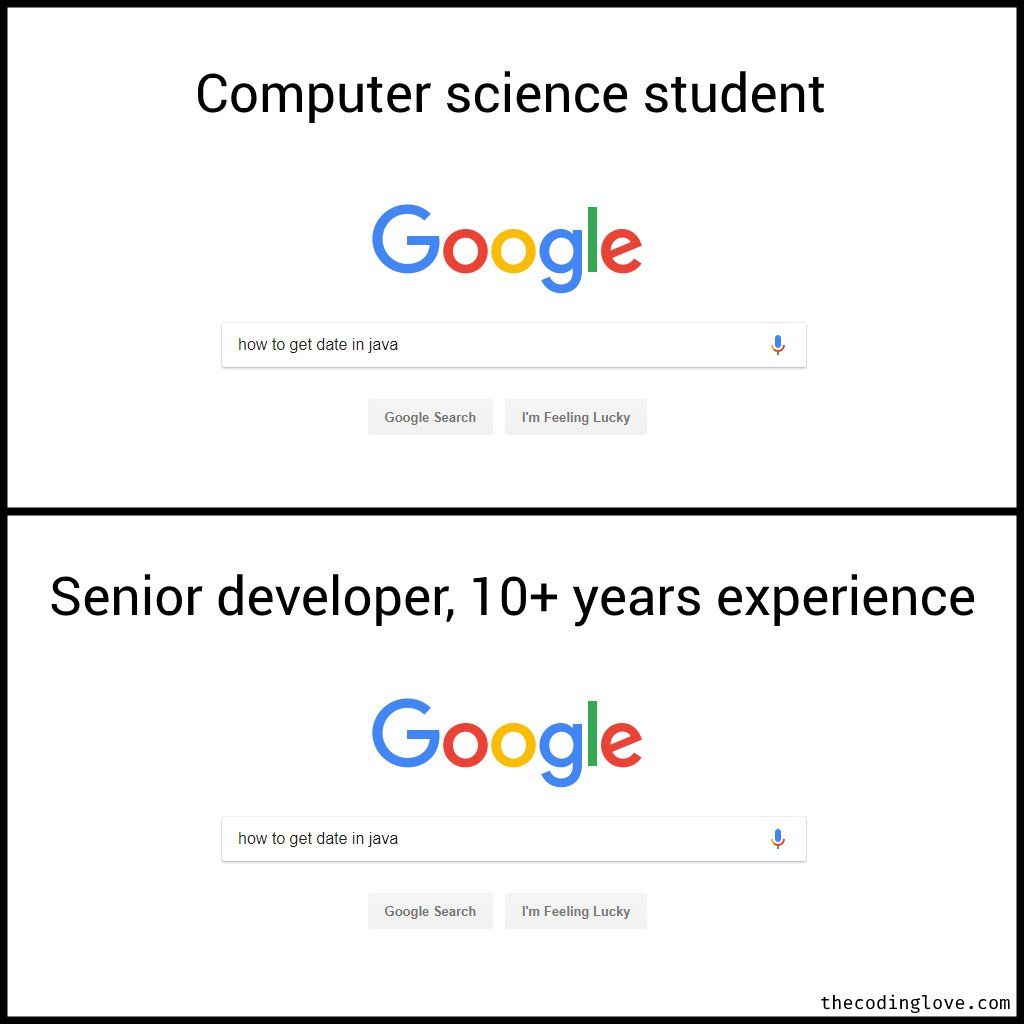 Computer science student
Google
how to get date in java
Google Search I'm Feeling Lucky
Senior developer, 10+ years experience
Google
how to get date in java
Google Search I'm Feeling Lucky
thecodinglove.com